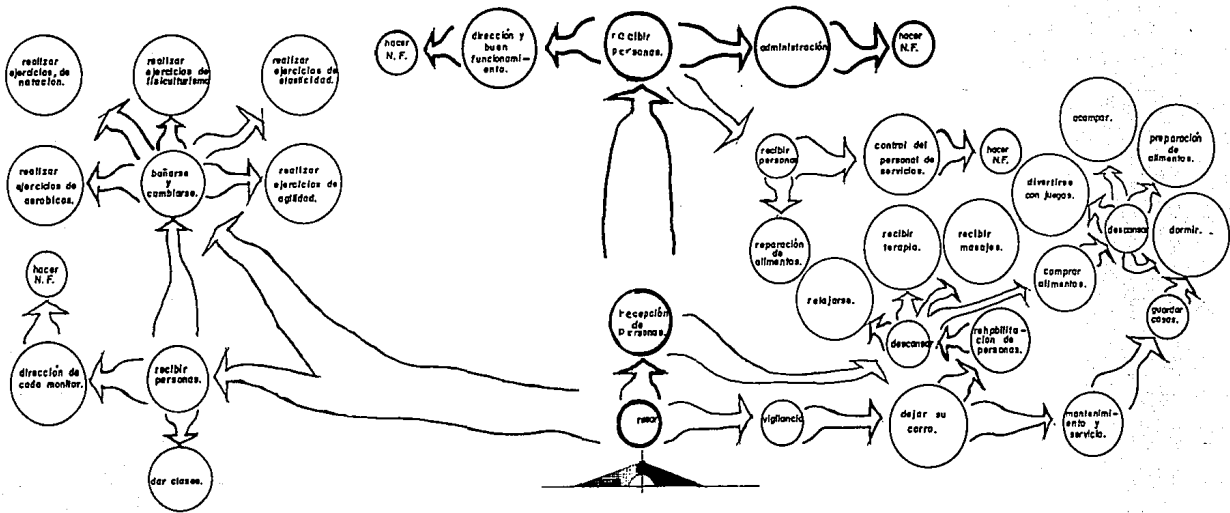 realizar
ejercicios, de
natación.
realizar
ejercicios de
fisiculturismo
realizar
ejercicios de
elasticidad.
hacer
N. F.
dirección y
buen
funcionami-
ento.
recibir
personas.
administración.
hacer
N. F.
realizar
ejercicios de
aerobicos.
bañarse
y
cambiarse.
realizar
ejercicios de
agilidad.
recibir
personas
control del
personal de
servicios.
hacer
N.F.
acampar.
preparación
de
alimentos.
divertirse
con juegos.
descansar
dormir.
reparación
de
alimentos.
recibir
terapia.
recibir
masajes.
comprar
alimentos.
relajarse.
descansar
rehabilita-
ción de
personas.
guardar
cosas.
hacer
N. F.
recepción
de
personas.
dirección de
cada monitor.
recibir
personas.
vigilancia
dejar su
carro.
mantenimi-
ento y
servicio.
dar clases.